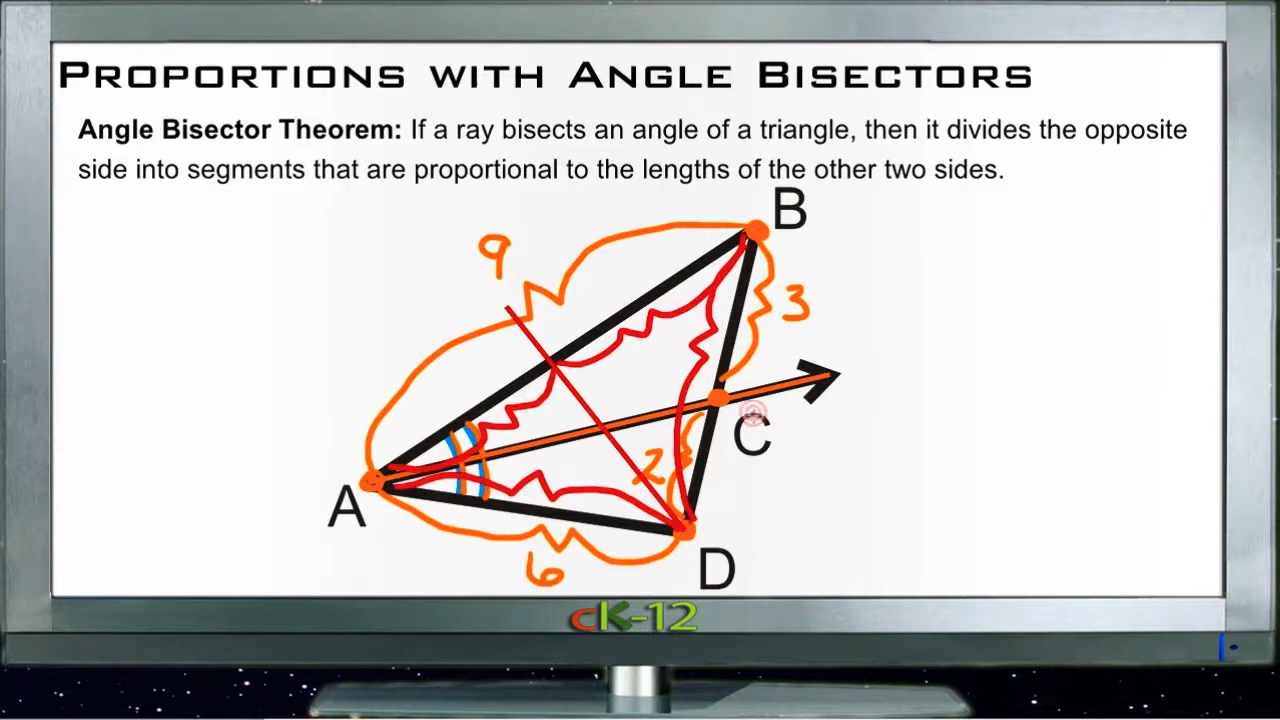 PROPORTIONS WITH ANGLE BISECTORS
Angle Bisector Theorem: If a ray bisects an angle of a triangle, then it divides the opposite
side into segments that are proportional to the lengths of the other two sides.
B
9
3
C
2
A
D
6
cK-12